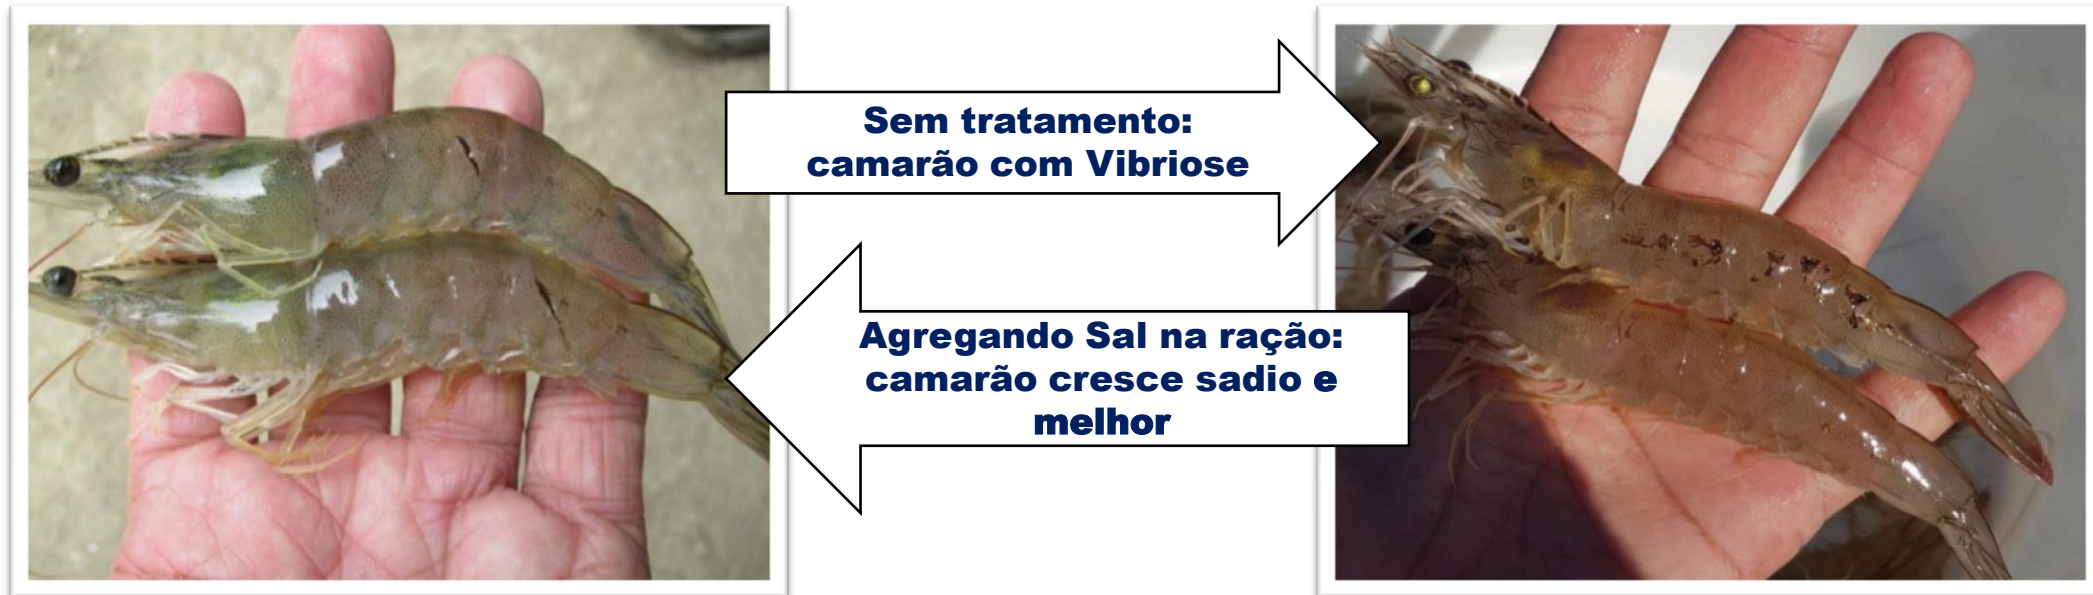 Sem tratamento:
camarão com Vibriose
Agregando Sal na ração:
camarão cresce sadio e
melhor